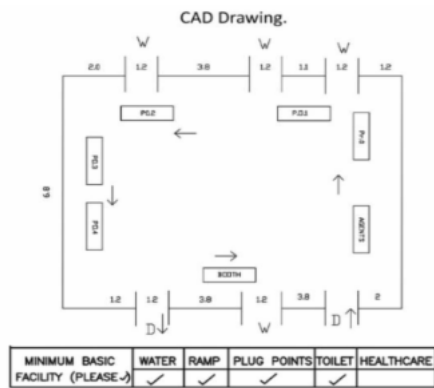 CAD Drawing.
W W W
2.0 1.2 3.8 1.2 1.1 1.2 1.2
PO.2 P.O.1
PO.3
PO.4
AGENTS
6.8
BOOTH
1.2 1.2 3.8 1.2 3.8 2
D W D
MINIMUM BASIC FACILITY (PLEASE✓) WATER RAMP PLUG POINTS TOILET HEALTHCARE
✓ ✓ ✓ ✓